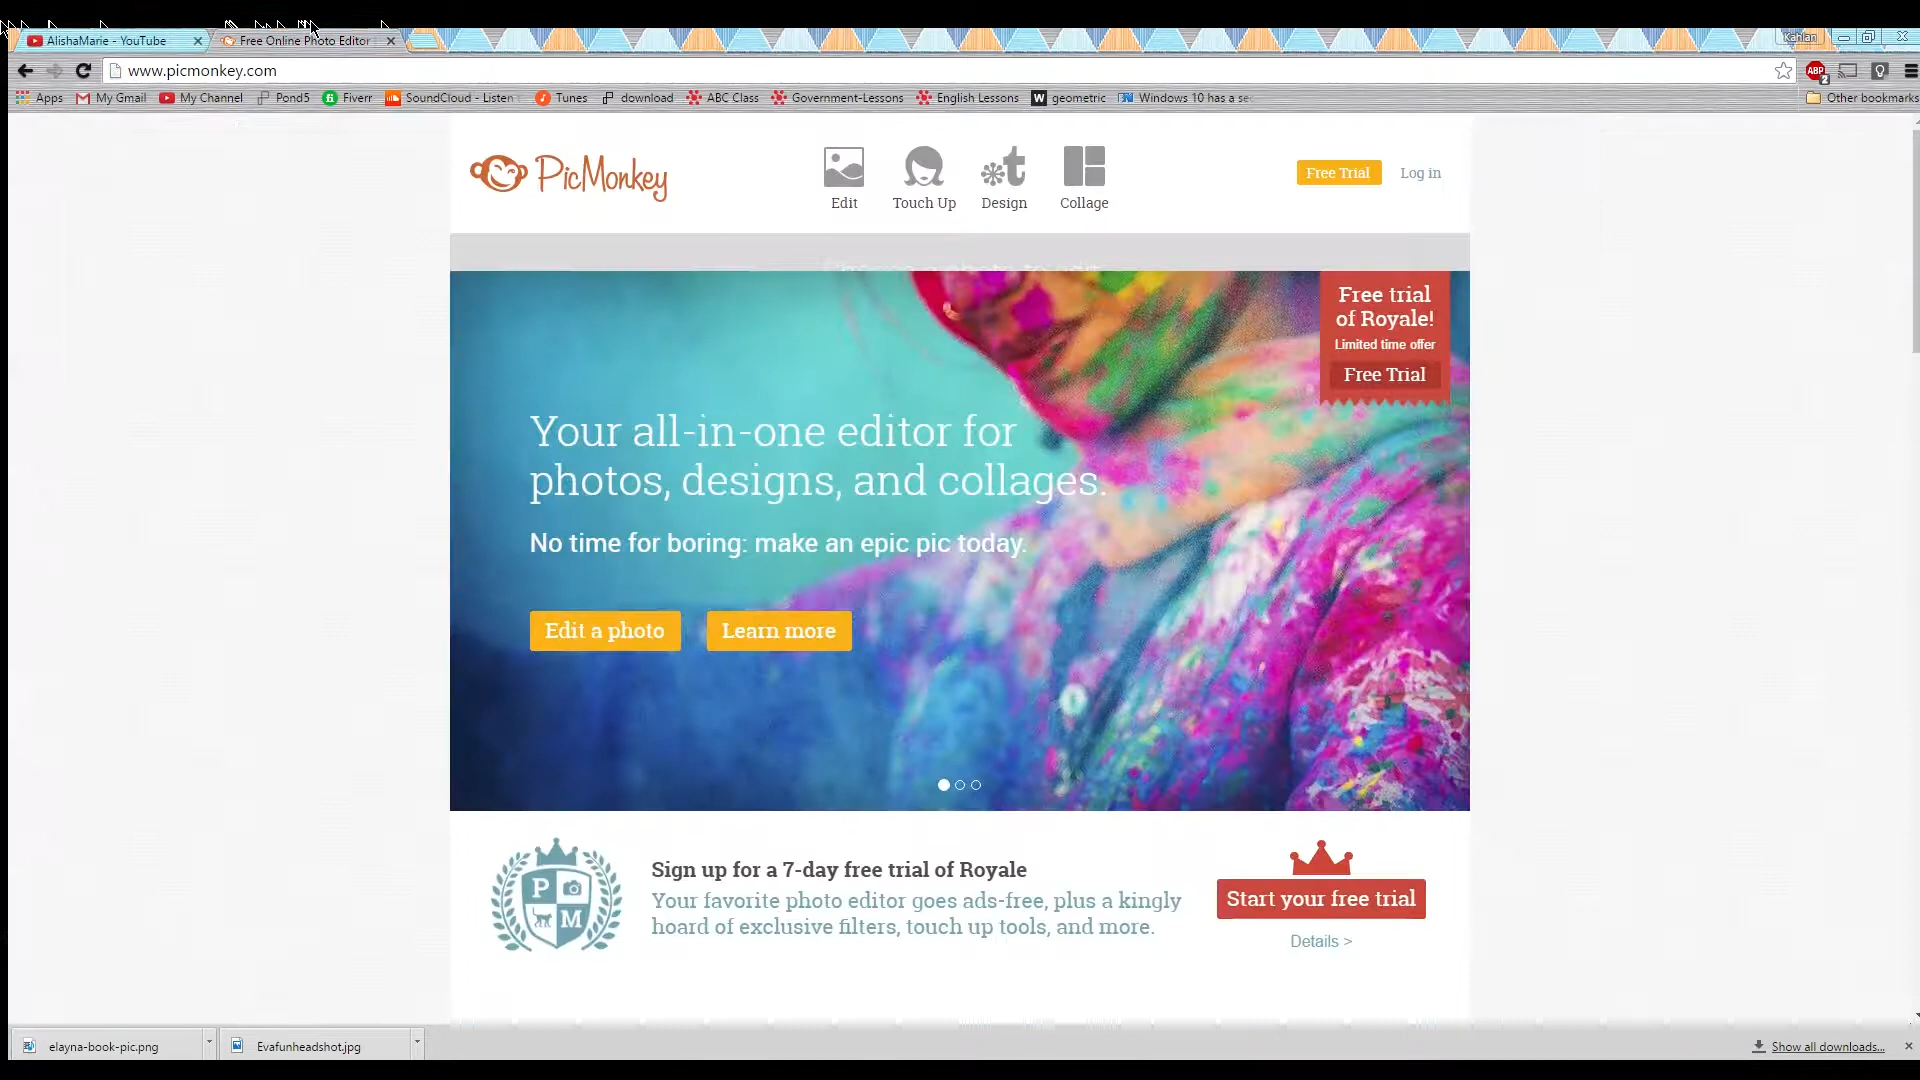 AlishaMarie - YouTube
Free Online Photo Editor
Kahlan
www.picmonkey.com
ABP
2
Apps
My Gmail
My Channel
Pond5
Fiverr
SoundCloud - Listen
Tunes
download
ABC Class
Government-Lessons
English Lessons
W geometric
Windows 10 has a se
Other bookmarks
PicMonkey
Edit
Touch Up
Design
Collage
Free Trial
Log in
Free trial
of Royale!
Limited time offer
Free Trial
Your all-in-one editor for
photos, designs, and collages.
No time for boring: make an epic pic today.
Edit a photo
Learn more
P
M
Sign up for a 7-day free trial of Royale
Your favorite photo editor goes ads-free, plus a kingly
hoard of exclusive filters, touch up tools, and more.
Start your free trial
Details >
elayna-book-pic.png
Evafunheadshot.jpg
Show all downloads...